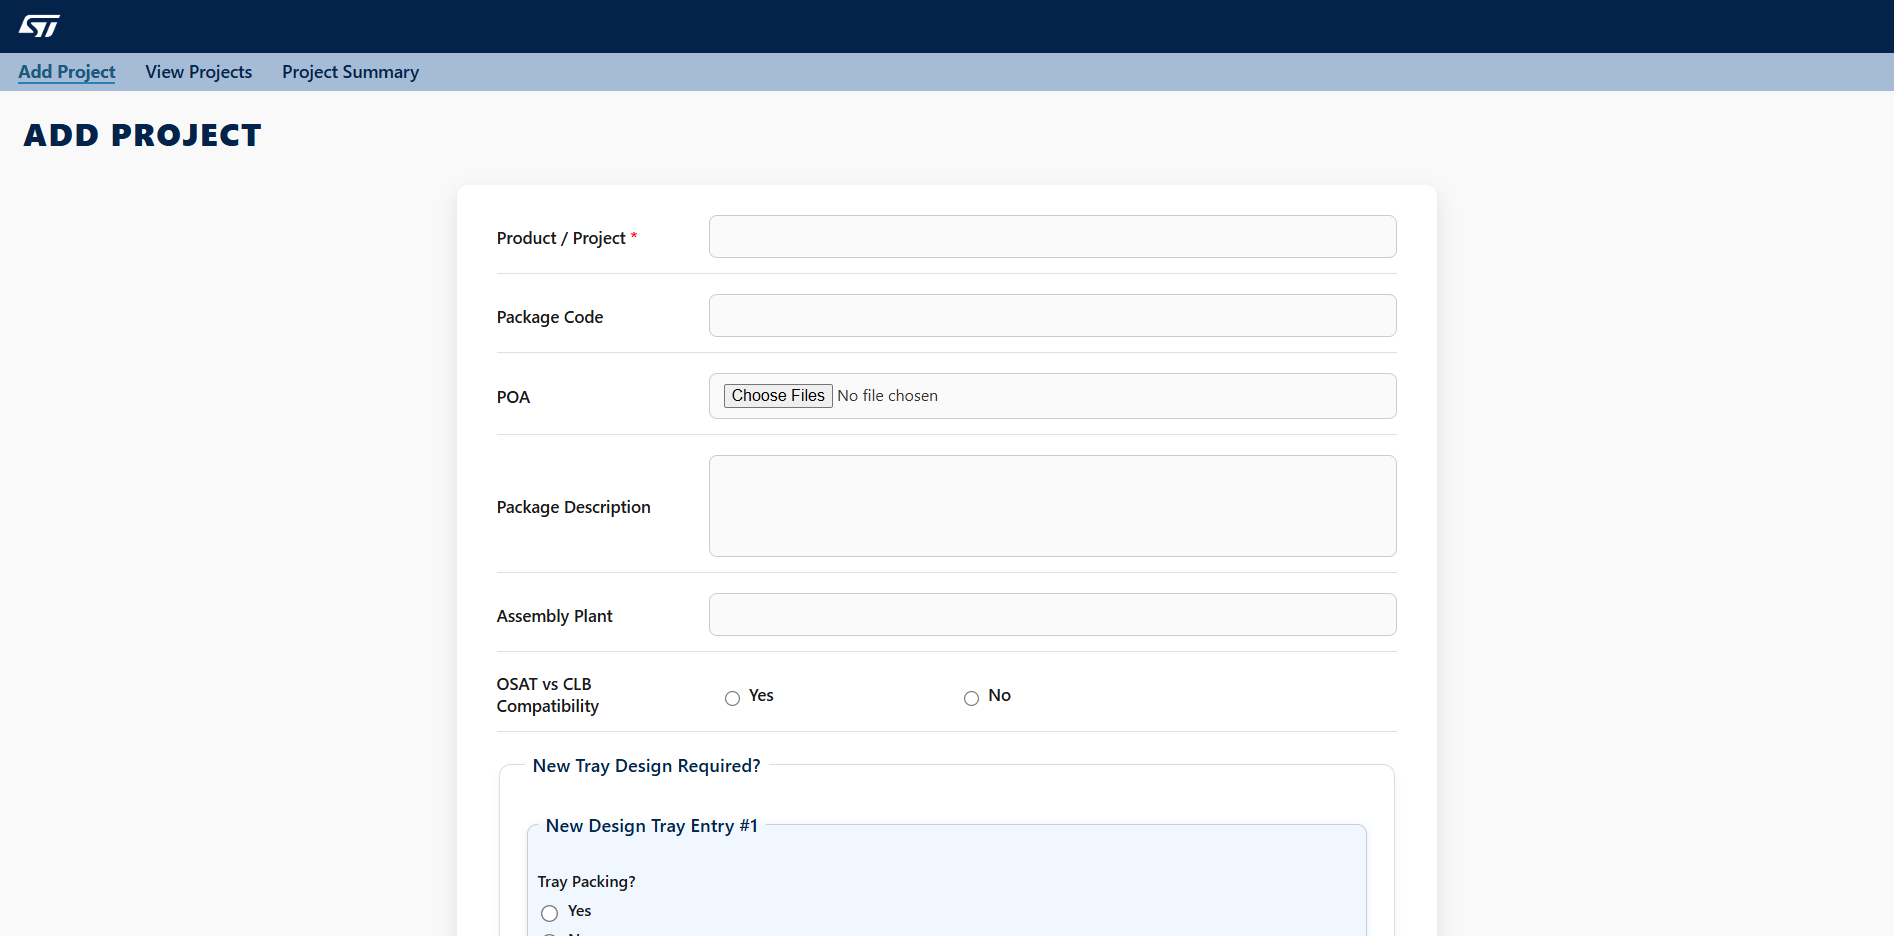 ST
Add Project View Projects Project Summary
ADD PROJECT
Product / Project *
Package Code
POA Choose Files No file chosen
Package Description
Assembly Plant
OSAT vs CLB
Compatibility Yes No
New Tray Design Required?
New Design Tray Entry #1
Tray Packing?
Yes